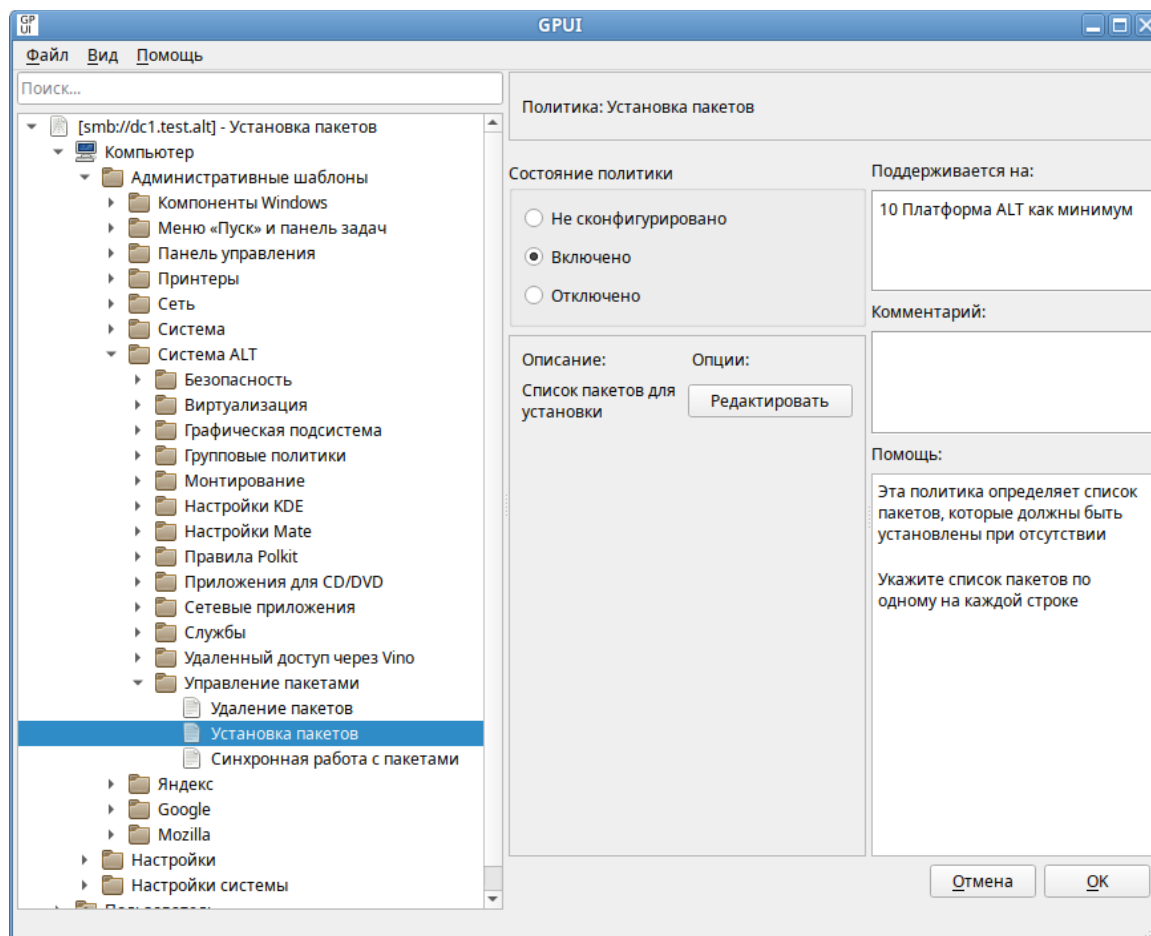 GP
UI
GPUI
Файл Вид Помощь
Поиск...
[smb://dc1.test.alt] - Установка пакетов
Компьютер
Административные шаблоны
Компоненты Windows
Меню «Пуск» и панель задач
Панель управления
Принтеры
Сеть
Система
Система ALT
Безопасность
Виртуализация
Графическая подсистема
Групповые политики
Монтирование
Настройки KDE
Настройки Mate
Правила Polkit
Приложения для CD/DVD
Сетевые приложения
Службы
Удаленный доступ через Vino
Управление пакетами
Удаление пакетов
Установка пакетов
Синхронная работа с пакетами
Яндекс
Google
Mozilla
Настройки
Настройки системы
Политика: Установка пакетов
Состояние политики
Не сконфигурировано
Включено
Отключено
Описание: Опции:
Список пакетов для
установки
Редактировать
Поддерживается на:
10 Платформа ALT как минимум
Комментарий:
Помощь:
Эта политика определяет список
пакетов, которые должны быть
установлены при отсутствии
Укажите список пакетов по
одному на каждой строке
Отмена OK